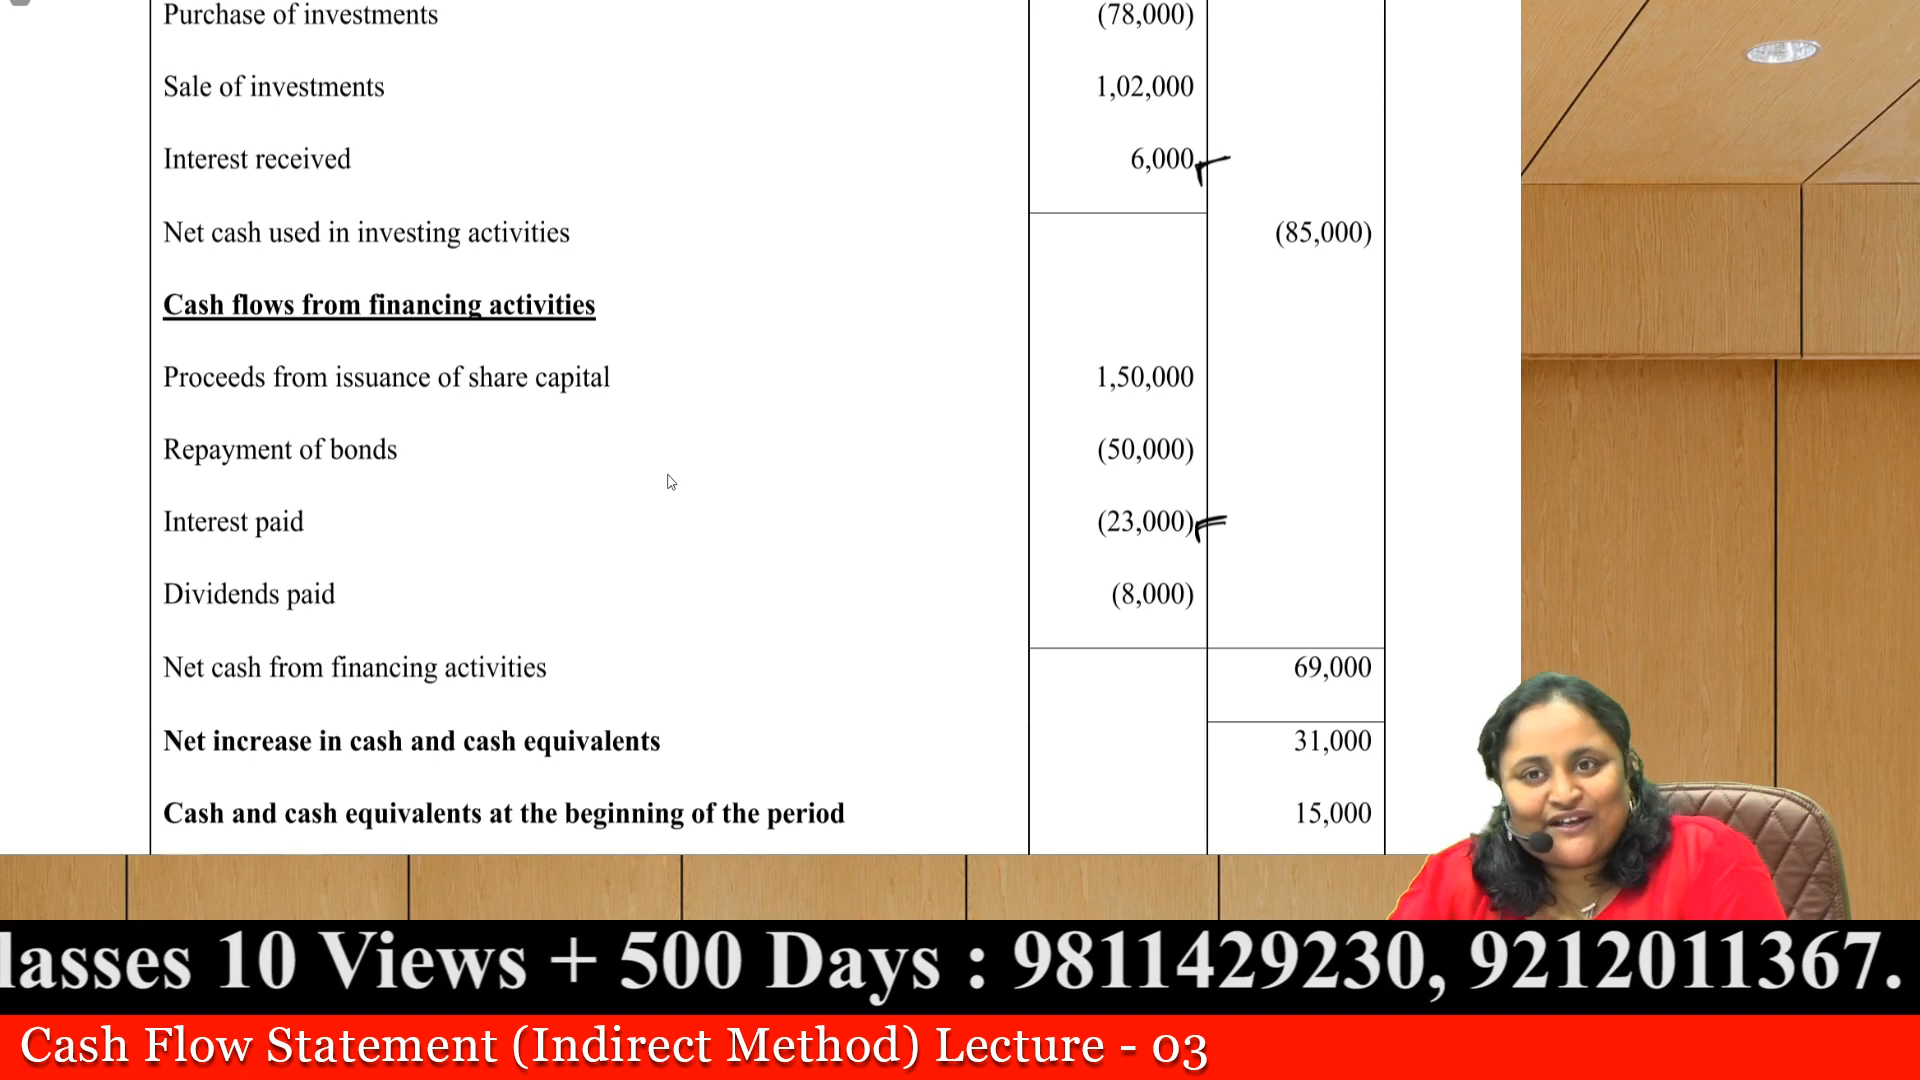 Purchase of investments (78,000)
Sale of investments 1,02,000
Interest received 6,000
Net cash used in investing activities (85,000)
Cash flows from financing activities
Proceeds from issuance of share capital 1,50,000
Repayment of bonds (50,000)
Interest paid (23,000)
Dividends paid (8,000)
Net cash from financing activities 69,000
Net increase in cash and cash equivalents 31,000
Cash and cash equivalents at the beginning of the period 15,000
lasses 10 Views + 500 Days : 9811429230, 9212011367.
Cash Flow Statement (Indirect Method) Lecture - 03